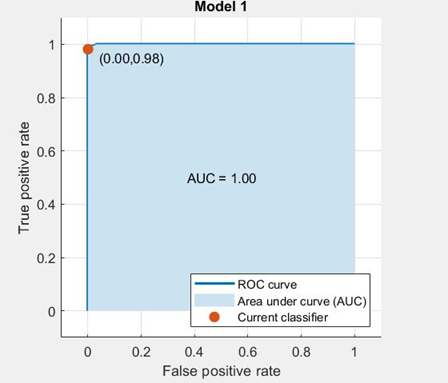 Model 1
1
(0.00,0.98)
0.8
0.6
AUC = 1.00
0.4
0.2
0
True positive rate
ROC curve
Area under curve (AUC)
Current classifier
0 0.2 0.4 0.6 0.8 1
False positive rate